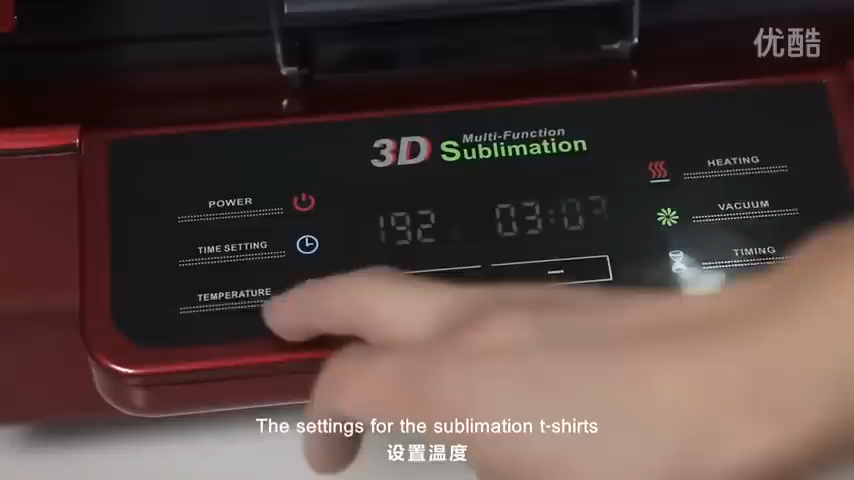 优酷
3D Multi-Function
Sublimation
POWER
HEATING
192 03:07
TIME SETTING
VACUUM
TEMPERATURE
TIMING
The settings for the sublimation t-shirts
设置温度